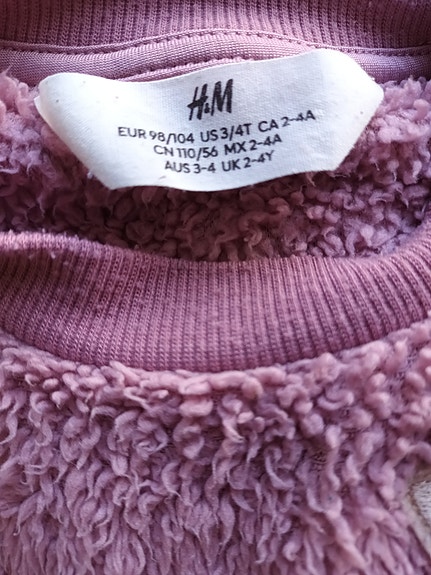 H&M
EUR 98/104 US 3/4T CA 2-4A
CN 110/56 MX 2-4A
AUS 3-4 UK 2-4Y